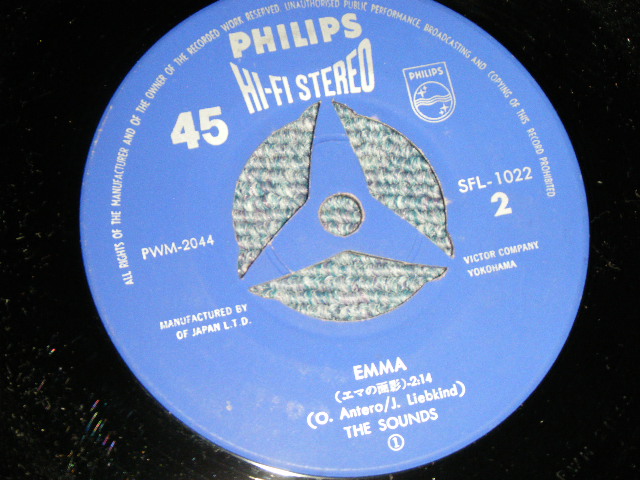 ALL RIGHTS OF THE MANUFACTURER AND OF THE OWNER OF THE RECORDED WORK RESERVED UNAUTHORISED PUBLIC PERFORMANCE, BROADCASTING AND COPYING OF THIS RECORD PROHIBITED
PHILIPS
HI-FI STEREO
PHILIPS
45
SFL-1022
2
PWM-2044
VICTOR COMPANY
YOKOHAMA
MANUFACTURED BY
OF JAPAN L.T.D.
EMMA
(エマの面影)-2:14
(O. Antero/J. Liebkind)
THE SOUNDS
①